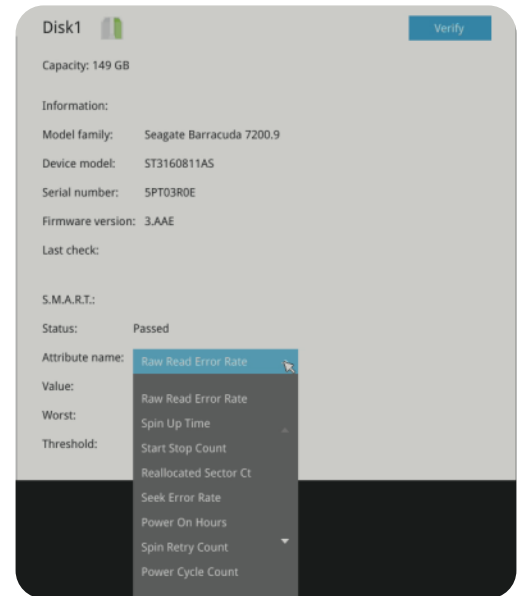 Disk1
Verify
Capacity: 149 GB
Information:
Model family: Seagate Barracuda 7200.9
Device model: ST3160811AS
Serial number: 5PT03R0E
Firmware version: 3.AAE
Last check:
S.M.A.R.T.:
Status: Passed
Attribute name: Raw Read Error Rate
Value:
Raw Read Error Rate
Worst:
Spin Up Time
Threshold:
Start Stop Count
Reallocated Sector Ct
Seek Error Rate
Power On Hours
Spin Retry Count
Power Cycle Count